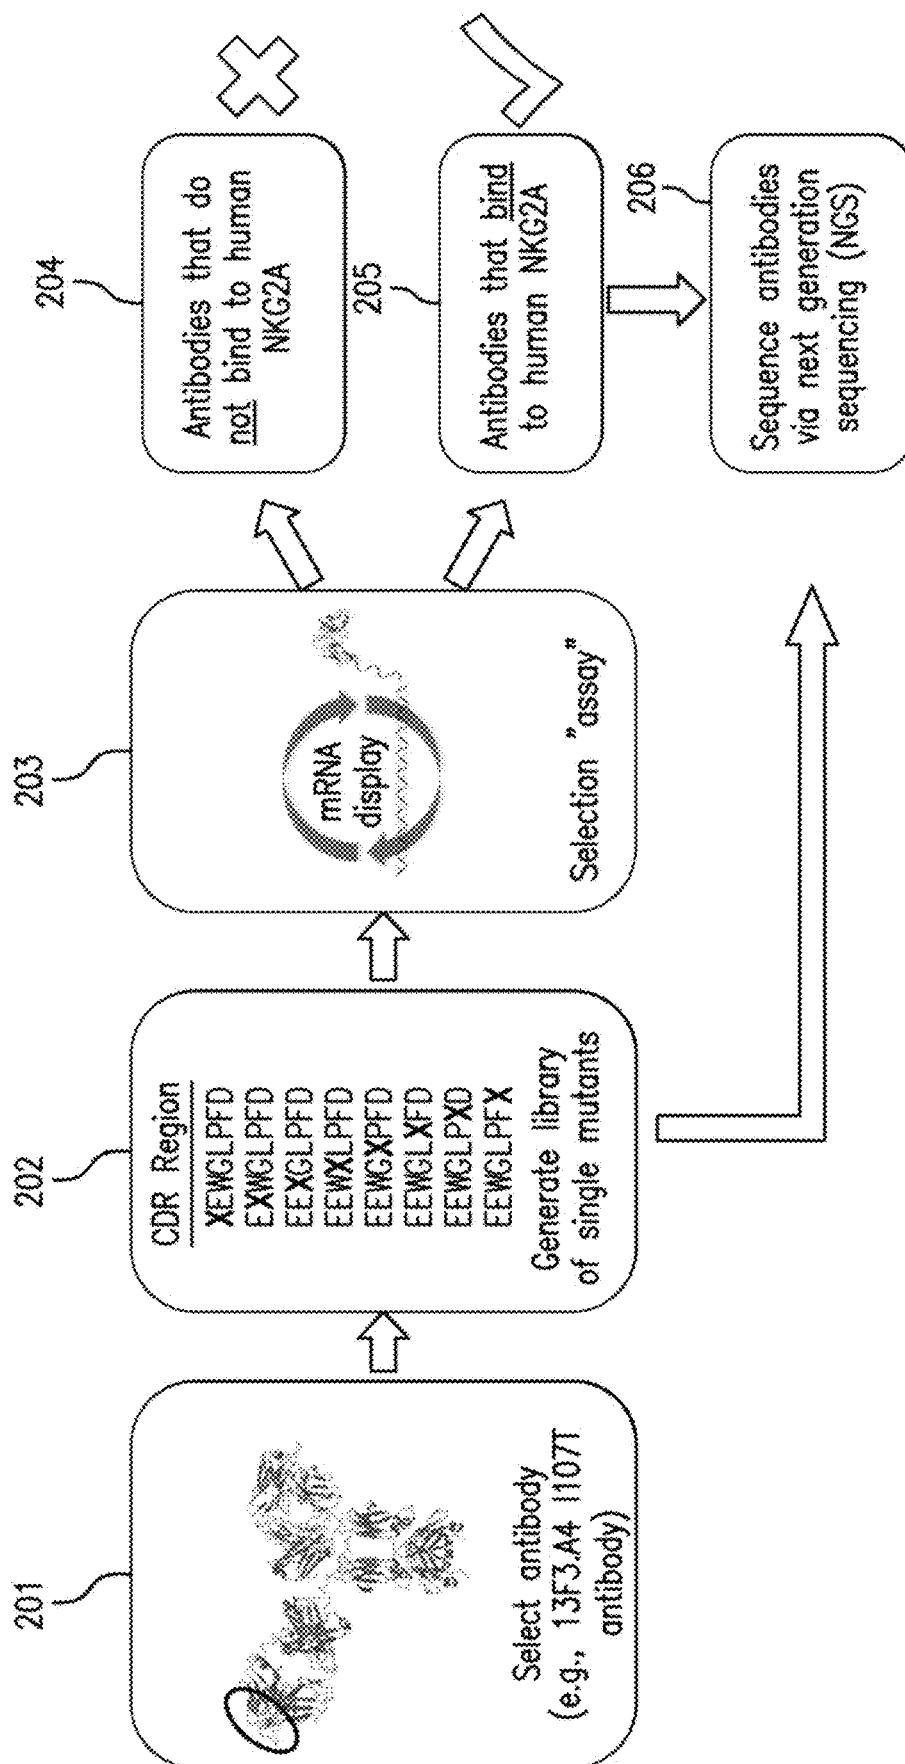 201
Select antibody
(e.g., 13F3.A4 I107T
antibody)
202
CDR Region
XEWGLPFD
EXWGLPFD
EEXGLPFD
EEWXLPFD
EEWGXPFD
EEWGLXFD
EEWGLPXD
EEWGLPFX
Generate library
of single mutants
203
mRNA
display
Selection "assay"
204
Antibodies that do
not bind to human
NKG2A
205
Antibodies that bind
to human NKG2A
206
Sequence antibodies
via next generation
sequencing (NGS)